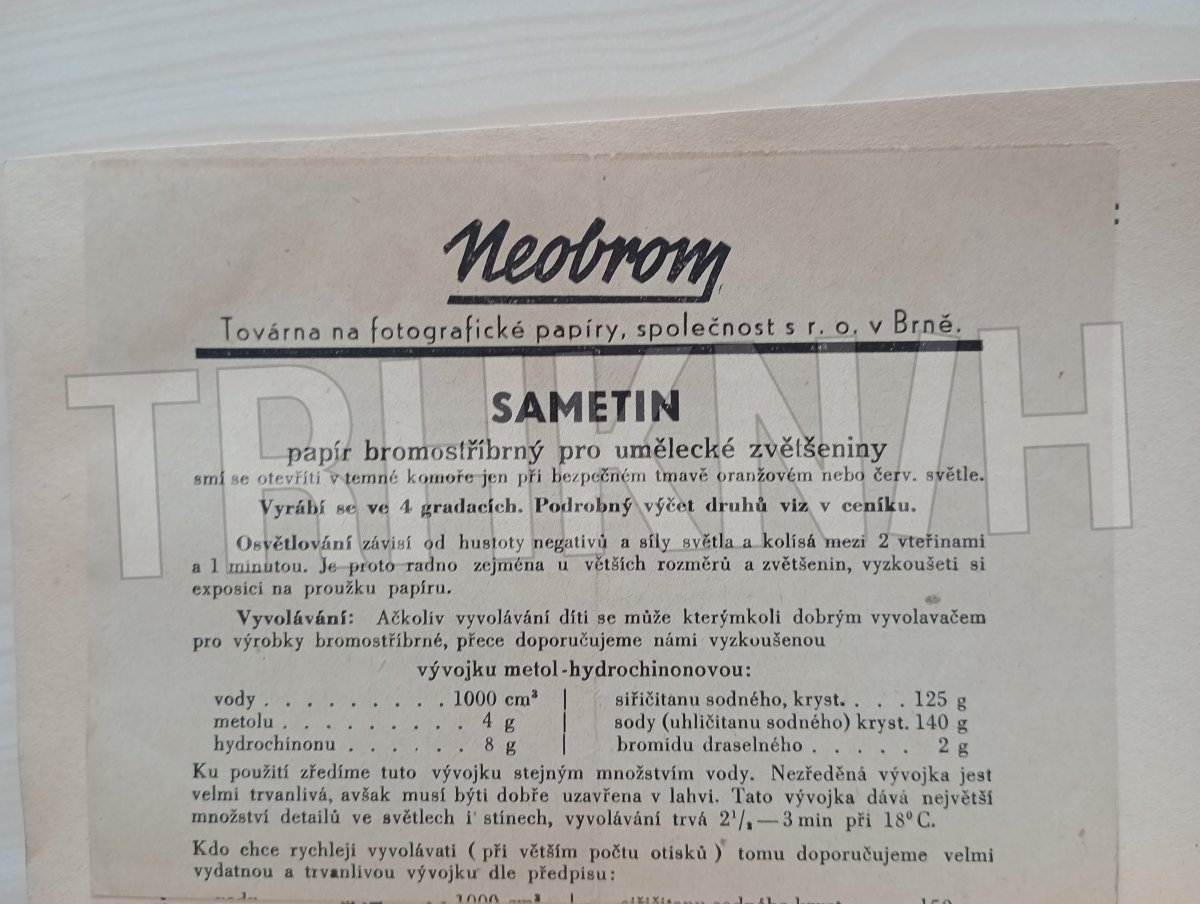 Neobrom
Továrna na fotografické papíry, společnost s r. o. v Brně.
SAMETIN
papír bromostříbrný pro umělecké zvětšeniny
smí se otevříti v temné komoře jen při bezpečném tmavě oranžovém nebo červ. světle.
Vyrábí se ve 4 gradacích. Podrobný výčet druhů viz v ceníku.
Osvětlování závisí od hustoty negativů a síly světla a kolísá mezi 2 vteřinami
a 1 minutou. Je proto radno zejména u větších rozměrů a zvětšenin, vyzkoušeti si
exposici na proužku papíru.
Vyvolávání: Ačkoliv vyvolávání díti se může kterýmkoli dobrým vyvolavačem
pro výrobky bromostříbrné, přece doporučujeme námi vyzkoušenou
vývojku metol-hydrochinonovou:
vody . . . . . . . . . 1000 cm³ | siřičitanu sodného, kryst. . . . 125 g
metolu . . . . . . . . . 4 g | sody (uhličitanu sodného) kryst. 140 g
hydrochinonu . . . . . . 8 g | bromidu draselného . . . . . 2 g
Ku použití zředíme tuto vývojku stejným množstvím vody. Nezředěná vývojka jest
velmi trvanlivá, avšak musí býti dobře uzavřena v lahvi. Tato vývojka dává největší
množství detailů ve světlech i stínech, vyvolávání trvá 2¹/₂—3 min při 18⁰ C.
Kdo chce rychleji vyvolávati ( při větším počtu otisků ) tomu doporučujeme velmi
vydatnou a trvanlivou vývojku dle předpisu:
1000 cm³ | siřičitanu sodného kryst. 150